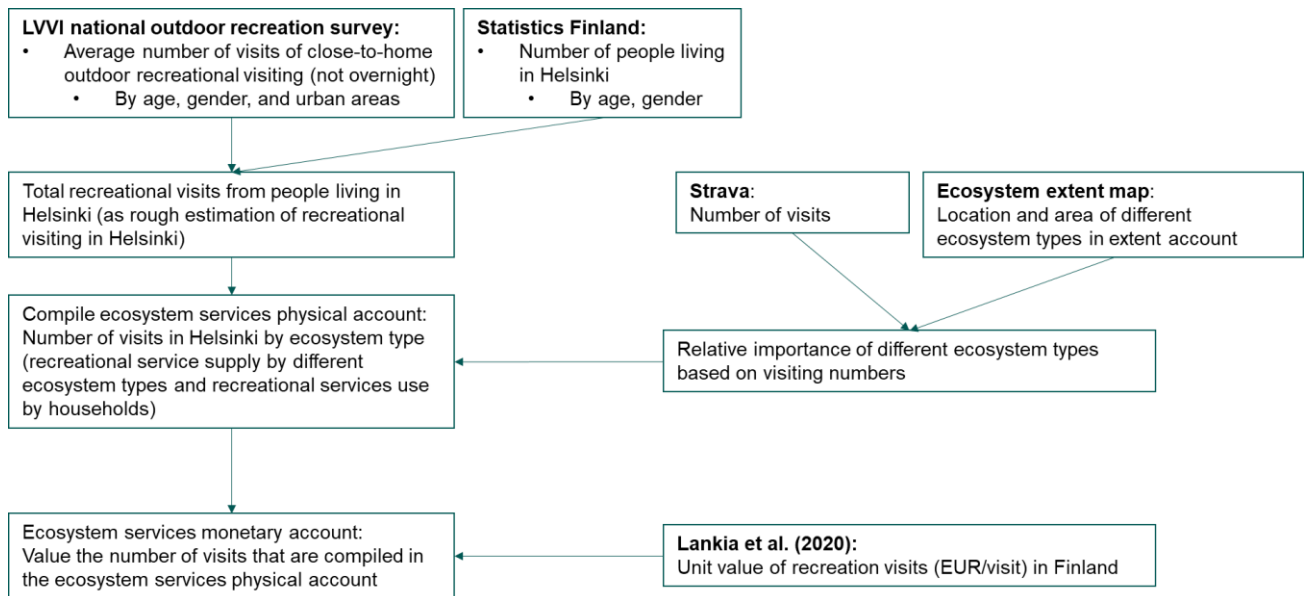 LVVI national outdoor recreation survey:
• Average number of visits of close-to-home
outdoor recreational visiting (not overnight)
• By age, gender, and urban areas
Statistics Finland:
• Number of people living
in Helsinki
• By age, gender
Total recreational visits from people living in
Helsinki (as rough estimation of recreational
visiting in Helsinki)
Strava:
Number of visits
Ecosystem extent map:
Location and area of different
ecosystem types in extent account
Compile ecosystem services physical account:
Number of visits in Helsinki by ecosystem type
(recreational service supply by different
ecosystem types and recreational services use
by households)
Relative importance of different ecosystem types
based on visiting numbers
Ecosystem services monetary account:
Value the number of visits that are compiled in
the ecosystem services physical account
Lankia et al. (2020):
Unit value of recreation visits (EUR/visit) in Finland